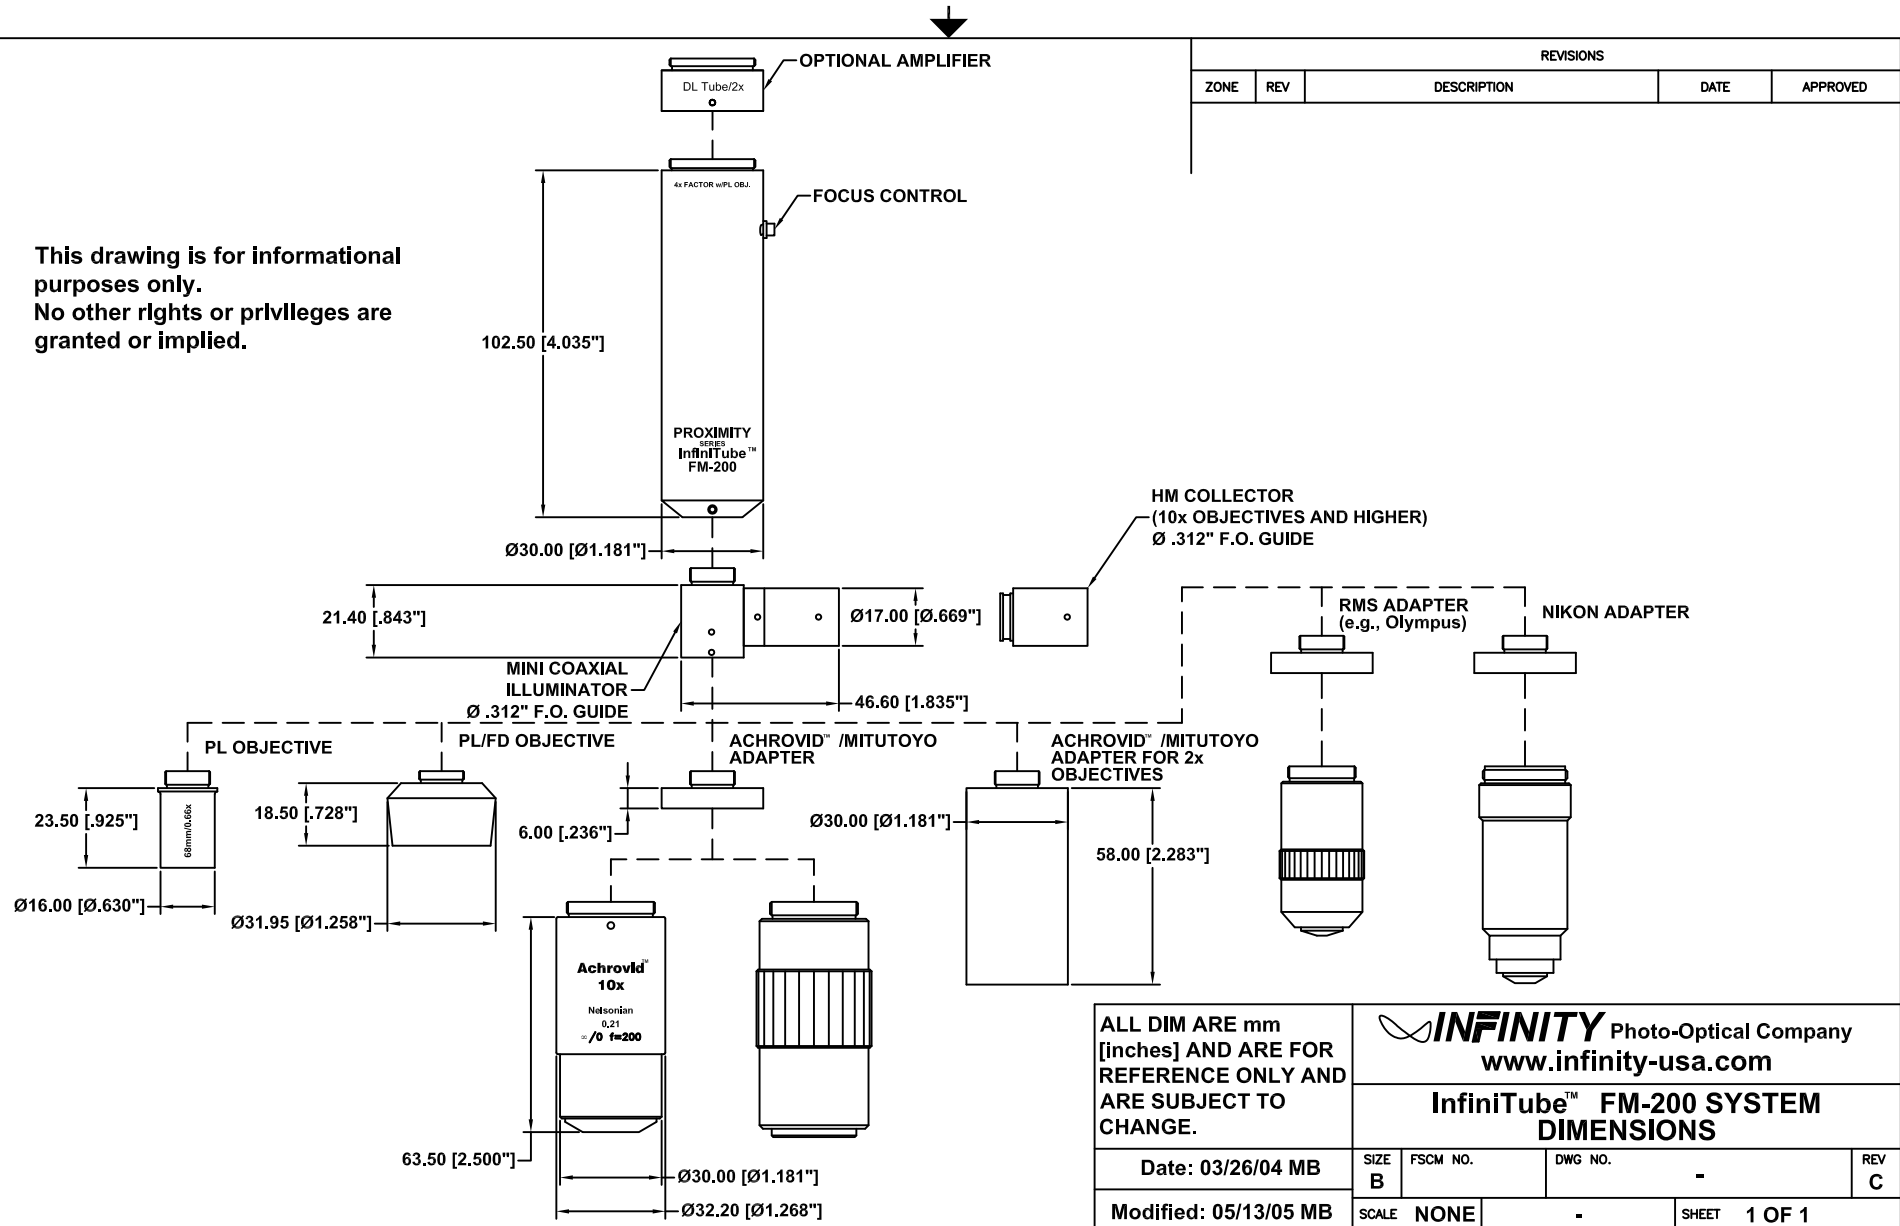 OPTIONAL AMPLIFIER
DL Tube/2x
REVISIONS
ZONE REV DESCRIPTION DATE APPROVED
4x FACTOR w/PL OBJ.
FOCUS CONTROL
This drawing is for informational
purposes only.
No other rights or privileges are
granted or implied.
102.50 [4.035"]
PROXIMITY
SERIES
InfiniTube™
FM-200
Ø30.00 [Ø1.181"]
HM COLLECTOR
(10x OBJECTIVES AND HIGHER)
Ø .312" F.O. GUIDE
21.40 [.843"]
Ø17.00 [Ø.669"]
MINI COAXIAL
ILLUMINATOR
Ø .312" F.O. GUIDE
46.60 [1.835"]
RMS ADAPTER
(e.g., Olympus)
NIKON ADAPTER
PL OBJECTIVE
PL/FD OBJECTIVE
ACHROVID™ /MITUTOYO
ADAPTER
ACHROVID™ /MITUTOYO
ADAPTER FOR 2x
OBJECTIVES
23.50 [.925"]
68mm/0.66x
18.50 [.728"]
6.00 [.236"]
Ø30.00 [Ø1.181"]
58.00 [2.283"]
Ø16.00 [Ø.630"]
Ø31.95 [Ø1.258"]
Achrovid™
10x
Nelsonian
0.21
∞/0 f=200
63.50 [2.500"]
Ø30.00 [Ø1.181"]
Ø32.20 [Ø1.268"]
ALL DIM ARE mm
[inches] AND ARE FOR
REFERENCE ONLY AND
ARE SUBJECT TO
CHANGE.
Date: 03/26/04 MB
Modified: 05/13/05 MB
INFINITY Photo-Optical Company
www.infinity-usa.com
InfiniTube™ FM-200 SYSTEM
DIMENSIONS
SIZE B FSCM NO. DWG NO. - REV C
SCALE NONE - SHEET 1 OF 1